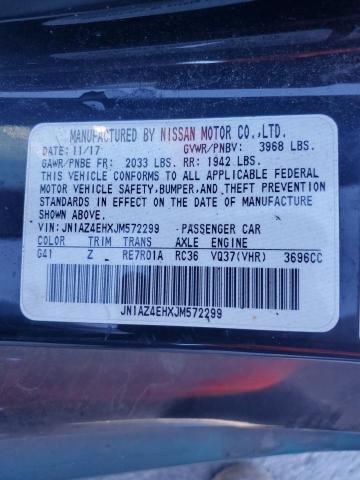 MANUFACTURED BY NISSAN MOTOR CO.,LTD.
DATE: 11/17 GVWR/PNBV: 3968 LBS.
GAWR/PNBE FR: 2033 LBS. RR: 1942 LBS.
THIS VEHICLE CONFORMS TO ALL APPLICABLE FEDERAL
MOTOR VEHICLE SAFETY,BUMPER,AND THEFT PREVENTION
STANDARDS IN EFFECT ON THE DATE OF MANUFACTURE
SHOWN ABOVE.
VIN: JN1AZ4EHXJM572299 PASSENGER CAR
COLOR TRIM TRANS AXLE ENGINE
G41 Z RE7R01A RC36 VQ37(VHR) 3696CC
JN1AZ4EHXJM572299